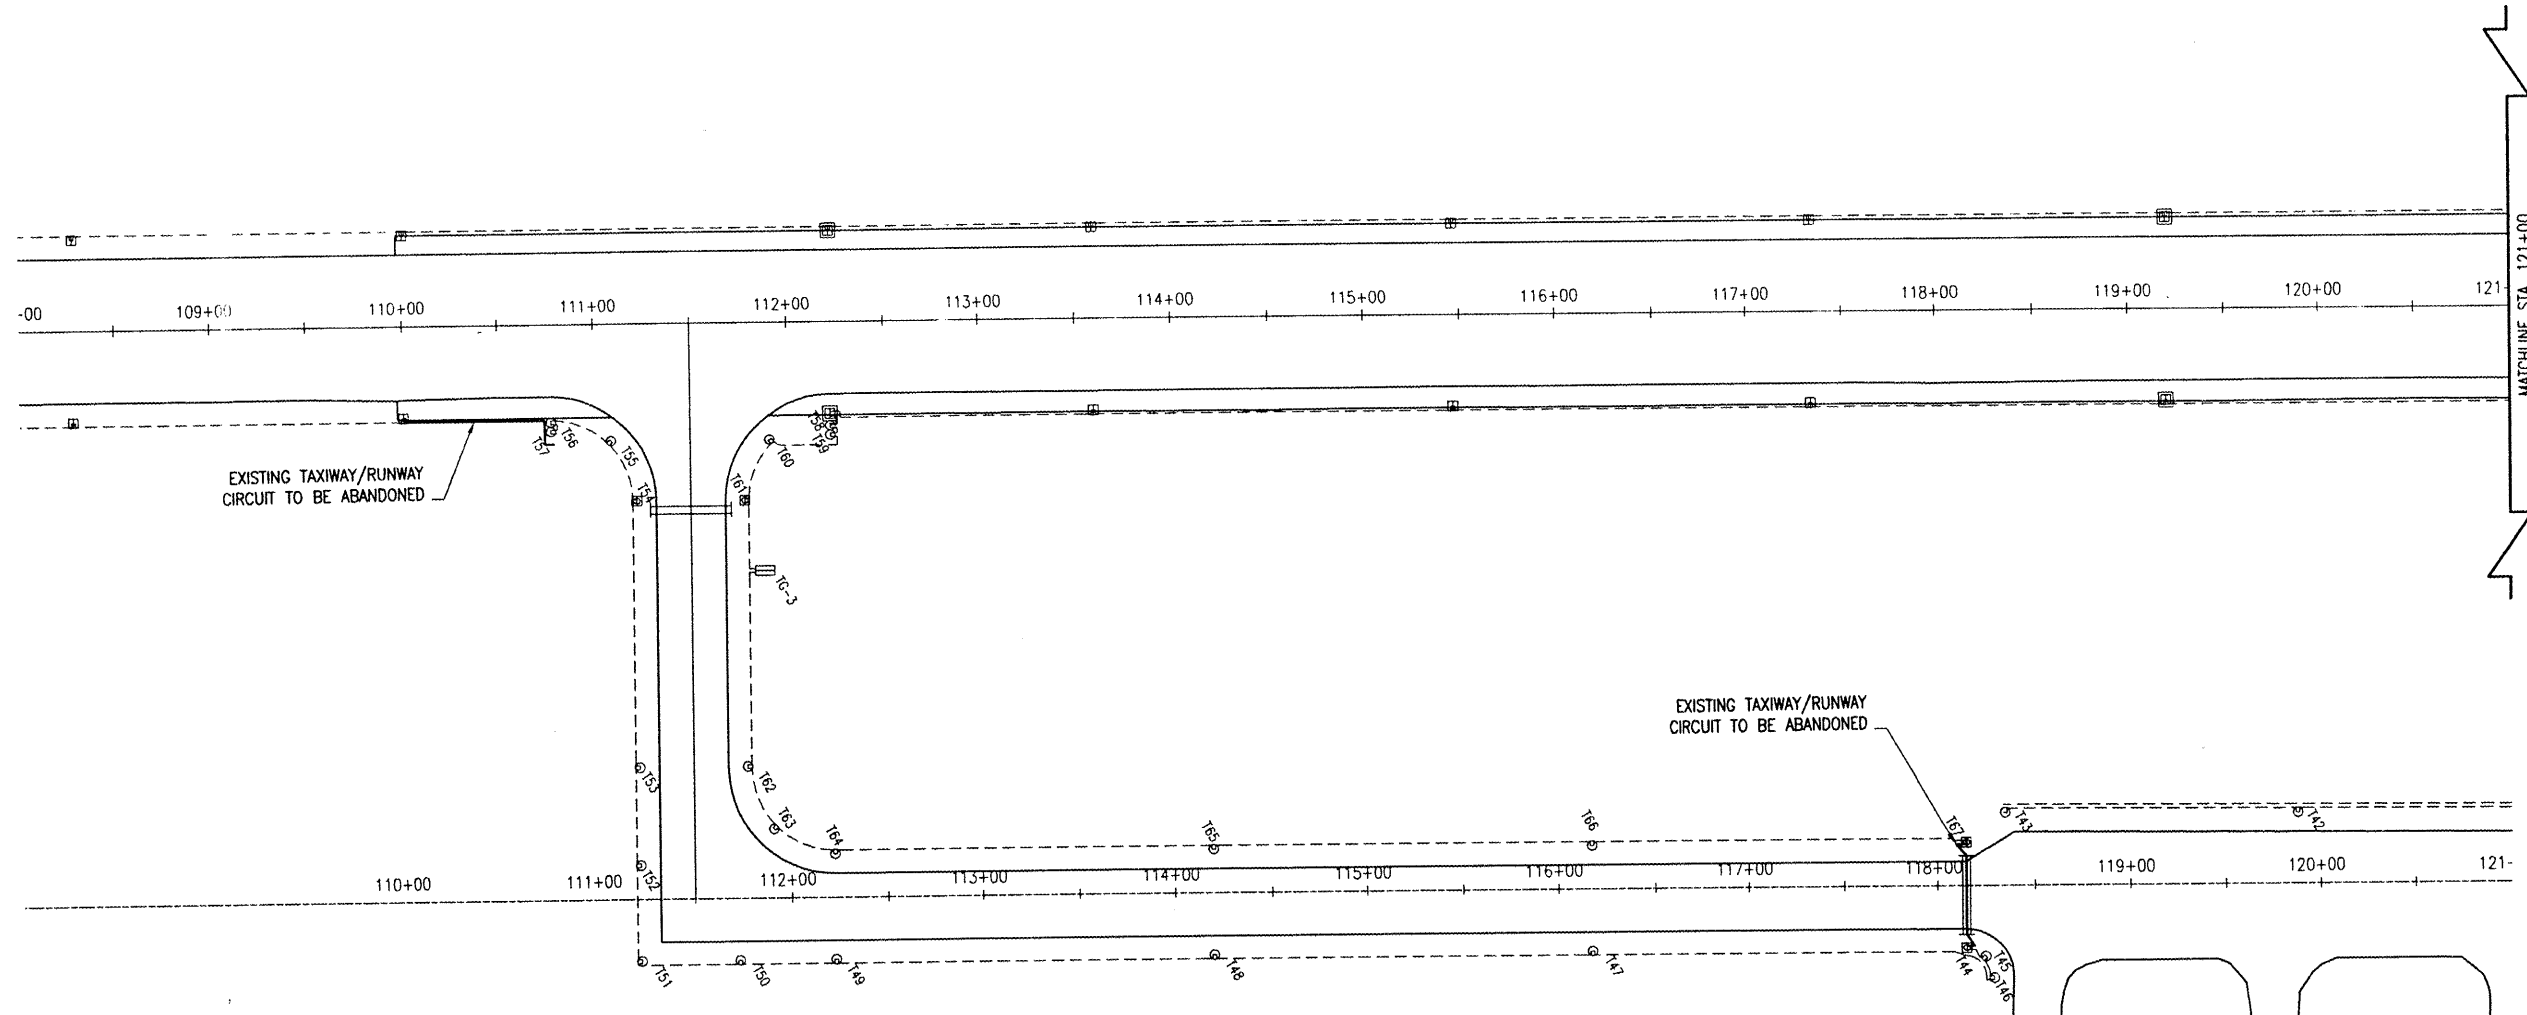 -00
109+00
110+00
111+00
112+00
113+00
114+00
115+00
116+00
117+00
118+00
119+00
120+00
121-
MATCHLINE STA. 121+00
EXISTING TAXIWAY/RUNWAY
CIRCUIT TO BE ABANDONED
T57
T56
T55
T54
T58
T59
T60
T61
TG-3
EXISTING TAXIWAY/RUNWAY
CIRCUIT TO BE ABANDONED
T53
T62
T63
T64
T65
T66
T67
T43
T42
T52
110+00
111+00
112+00
113+00
114+00
115+00
116+00
117+00
118+00
119+00
120+00
121-
T51
T50
T49
T48
T47
T44
T45
T46